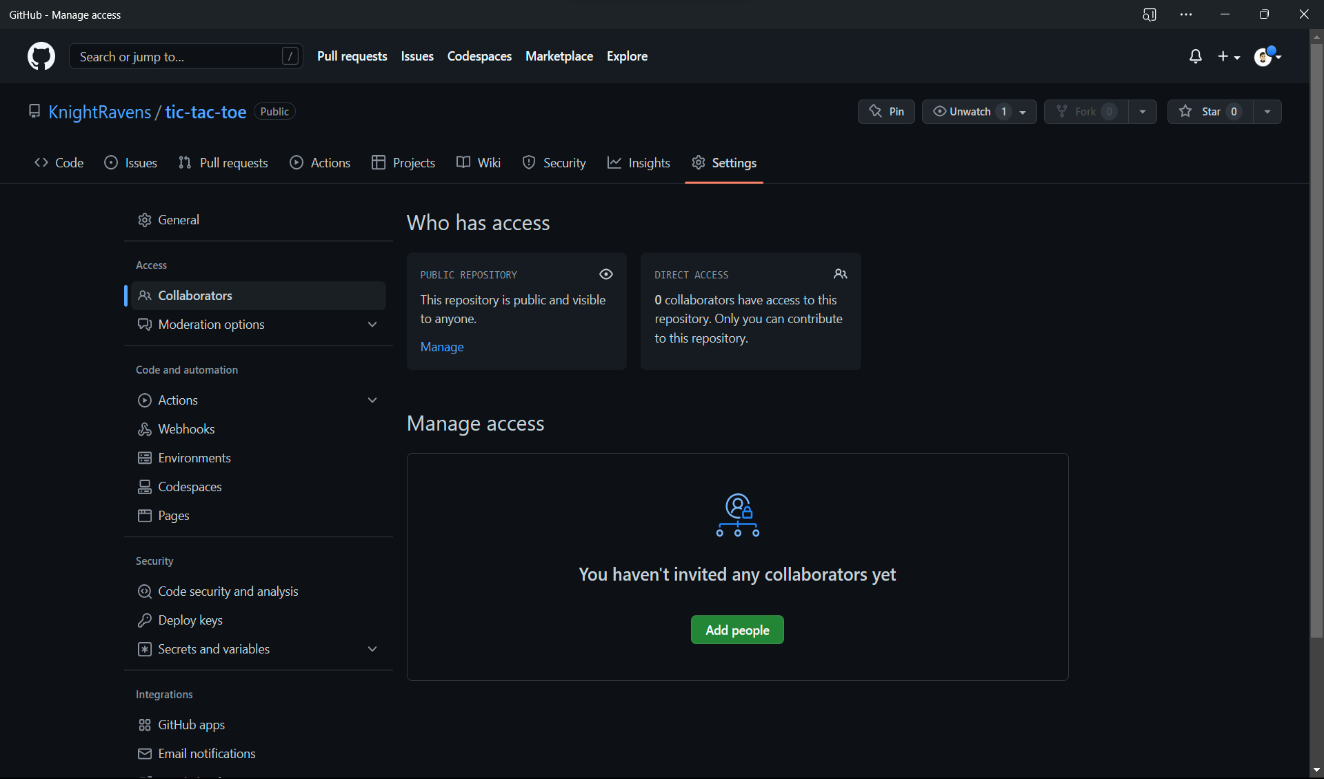 GitHub - Manage access
Search or jump to... /
Pull requests Issues Codespaces Marketplace Explore
KnightRavens / tic-tac-toe Public
Pin Unwatch 1 Fork 0 Star 0
Code Issues Pull requests Actions Projects Wiki Security Insights Settings
General
Access
Collaborators
Moderation options
Code and automation
Actions
Webhooks
Environments
Codespaces
Pages
Security
Code security and analysis
Deploy keys
Secrets and variables
Integrations
GitHub apps
Email notifications
Who has access
PUBLIC REPOSITORY
This repository is public and visible
to anyone.
Manage
DIRECT ACCESS
0 collaborators have access to this
repository. Only you can contribute
to this repository.
Manage access
You haven't invited any collaborators yet
Add people